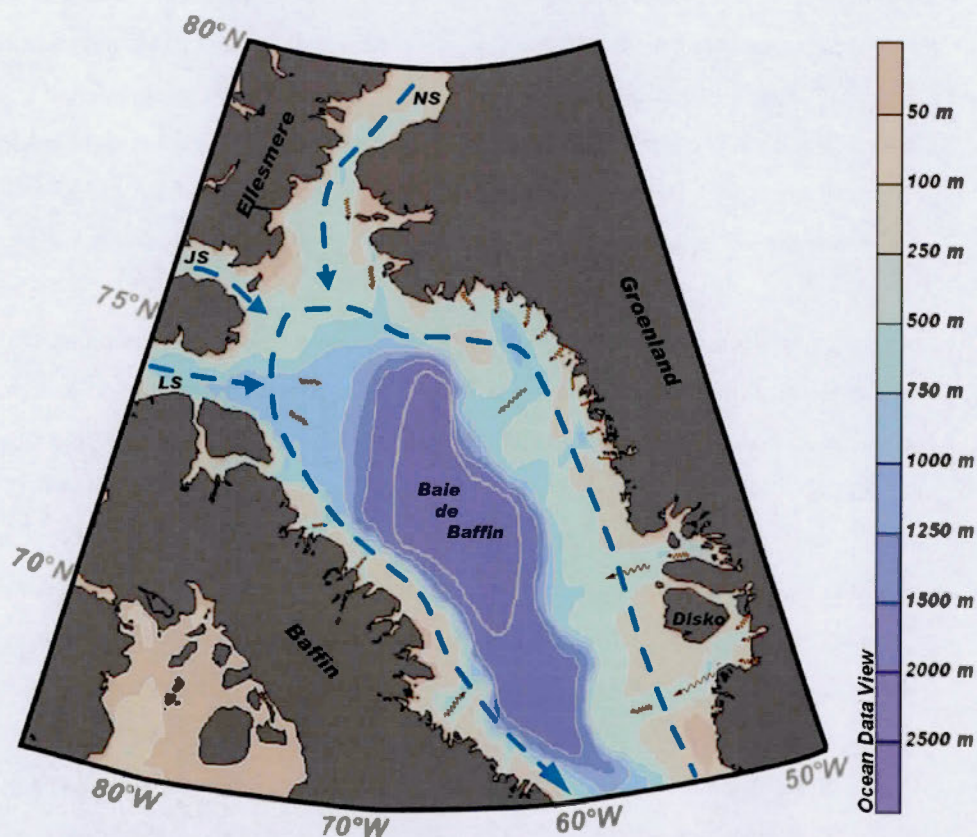 80°N
NS
Ellesmere
JS
75°N
LS
Groenland
Baie
de
Baffin
70°N
Baffin
Disko
80°W
70°W
60°W
50°W
50 m
100 m
250 m
500 m
750 m
1000 m
1250 m
1500 m
2000 m
2500 m
Ocean Data View